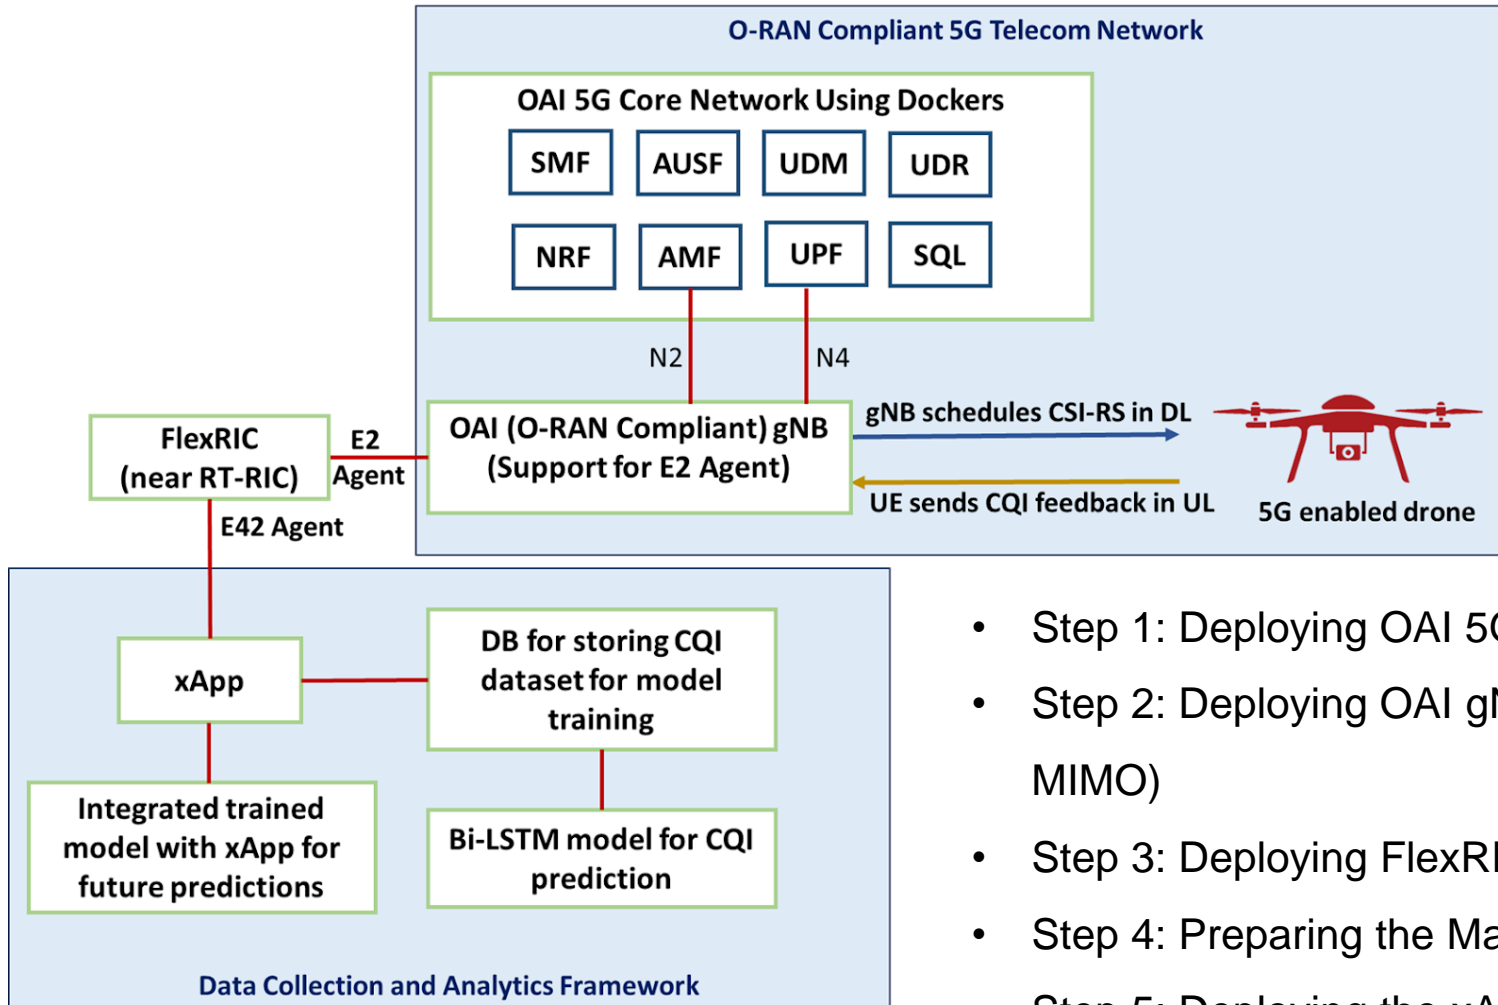 O-RAN Compliant 5G Telecom Network
OAI 5G Core Network Using Dockers
SMF
AUSF
UDM
UDR
NRF
AMF
UPF
SQL
N2
N4
FlexRIC
(near RT-RIC)
E2
Agent
OAI (O-RAN Compliant) gNB
(Support for E2 Agent)
gNB schedules CSI-RS in DL
UE sends CQI feedback in UL
5G enabled drone
E42 Agent
xApp
DB for storing CQI
dataset for model
training
Integrated trained
model with xApp for
future predictions
Bi-LSTM model for CQI
prediction
Data Collection and Analytics Framework
• Step 1: Deploying OAI
• Step 2: Deploying OAI
MIMO)
• Step 3: Deploying
• Step 4: Preparing the
Step 5: Deploying the